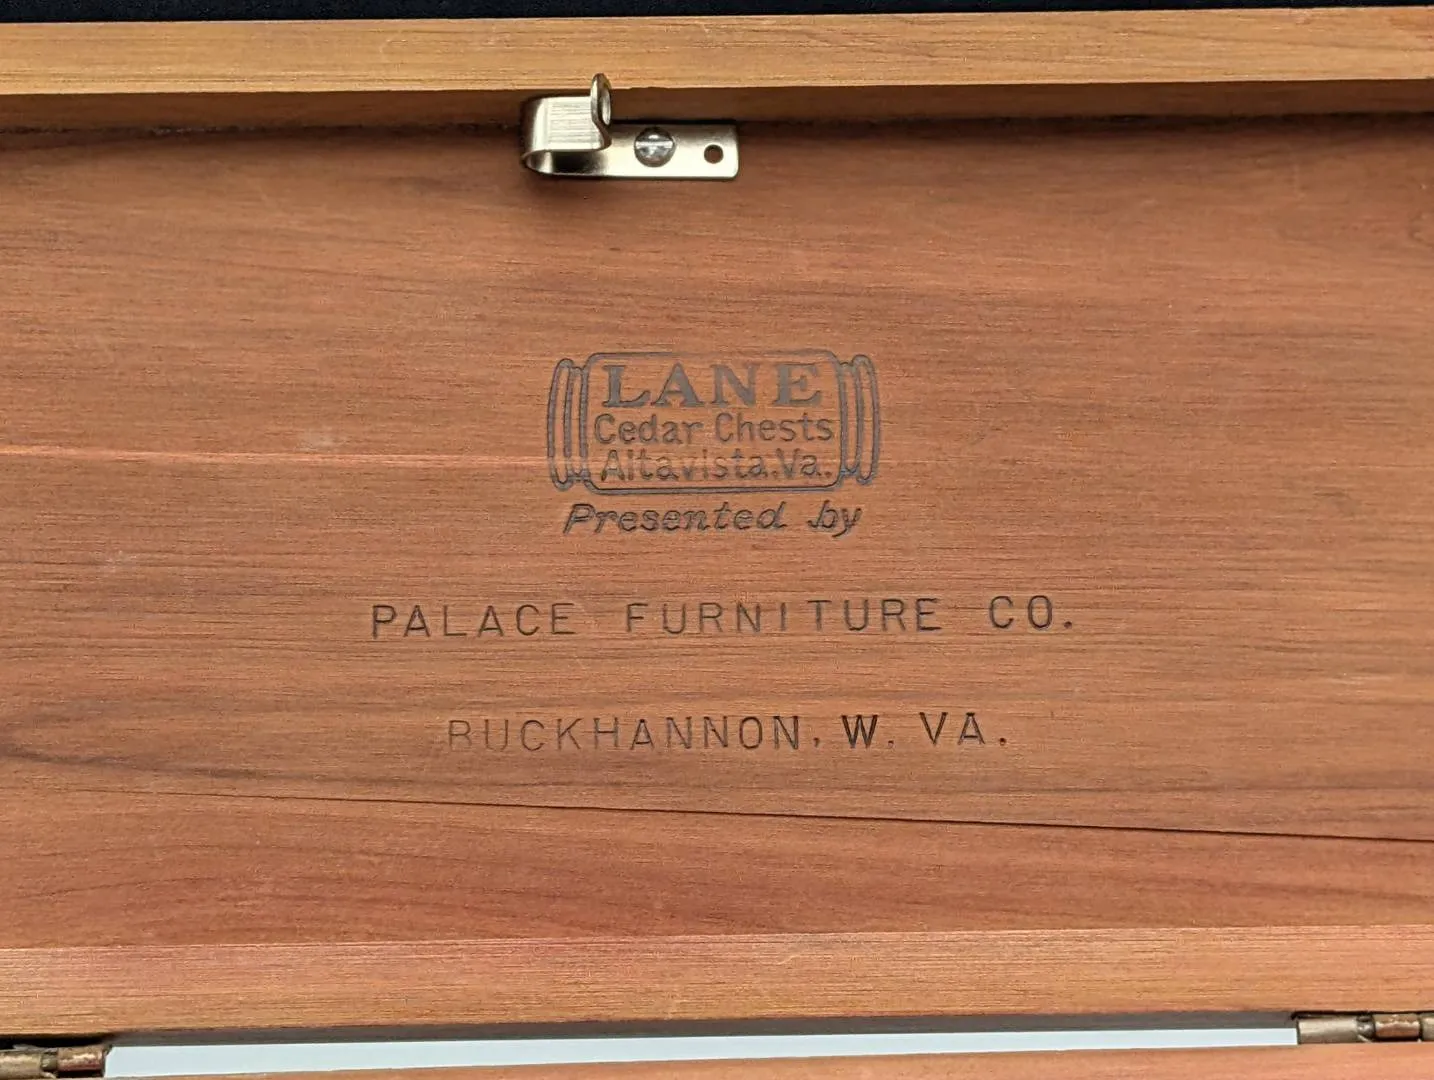 LANE
Cedar Chests
Altavista, Va.
Presented by
PALACE FURNITURE CO.
BUCKHANNON, W. VA.